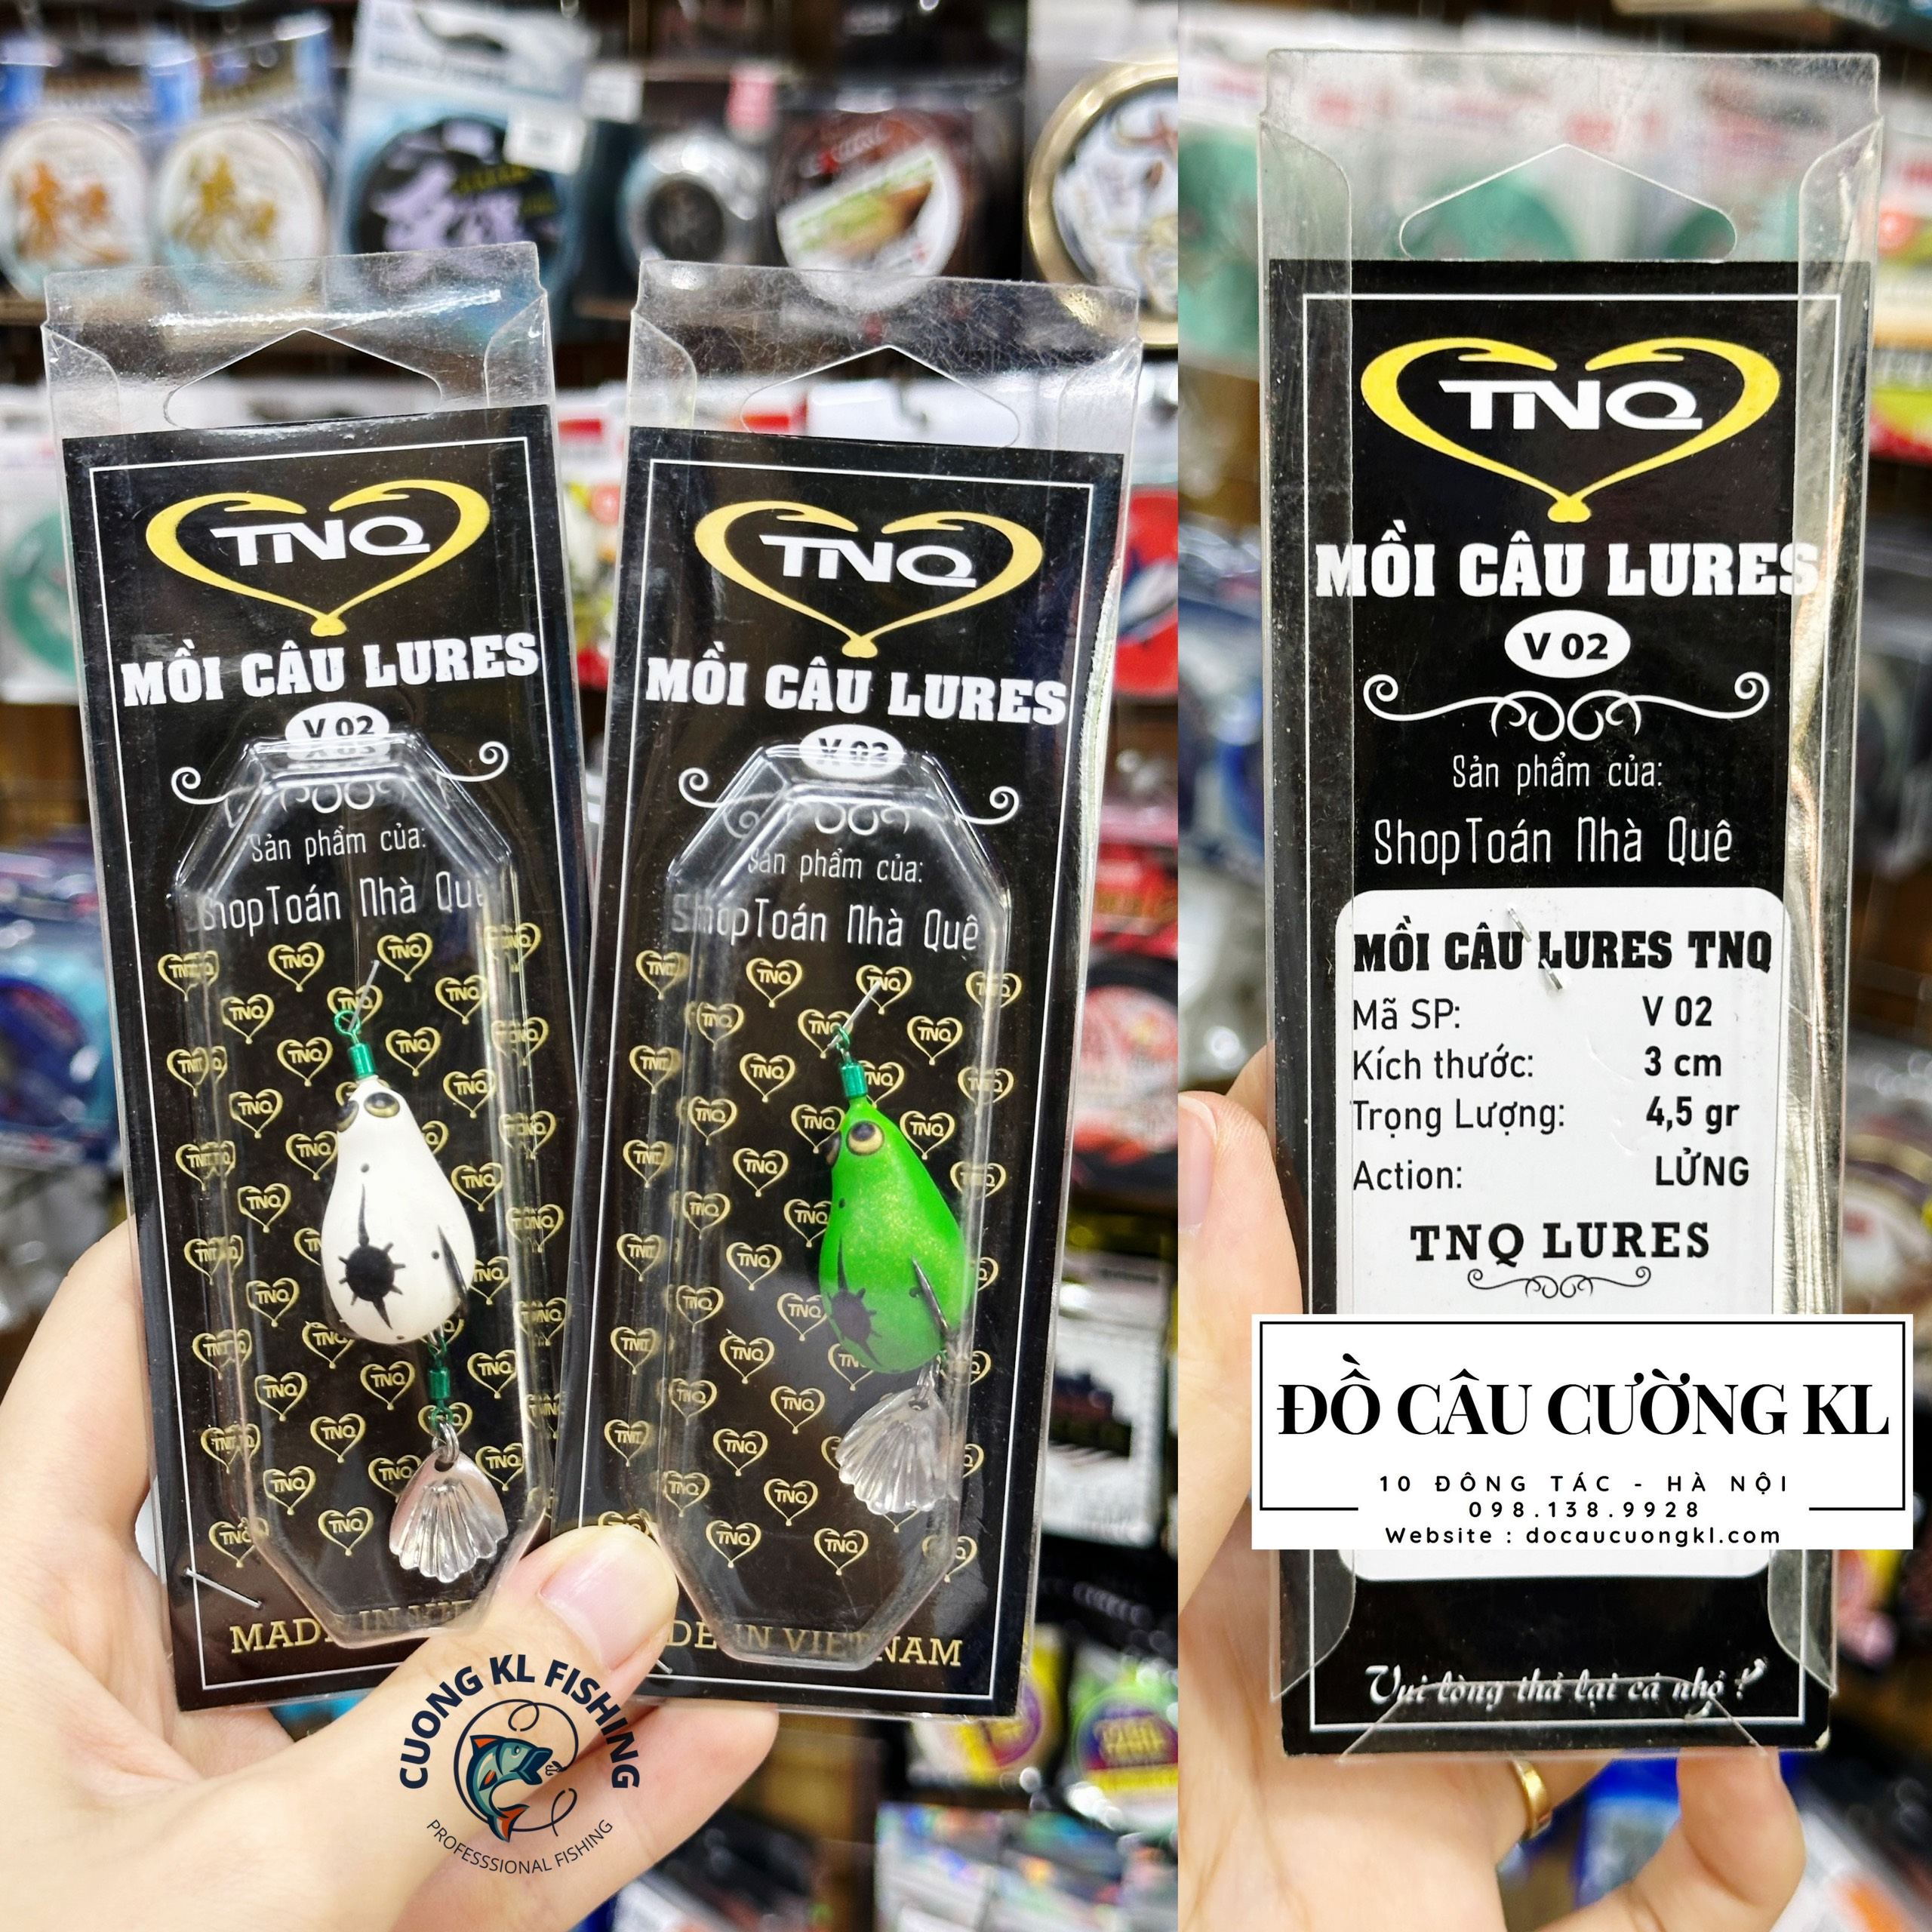 TNQ
MỒI CÂU LURES
V 02
Sản phẩm của:
ShopToán Nhà Quê
MADE IN
TNQ
MỒI CÂU LURES
V 02
Sản phẩm của:
ShopToán Nhà Quê
IN VIETNAM
CUONG KL FISHING
PROFESSSIONAL FISHING
TNQ
MỒI CÂU LURES
V 02
Sản phẩm của:
ShopToán Nhà Quê
MỒI CÂU LURES TNQ
Mã SP: V 02
Kích thước: 3 cm
Trọng Lượng: 4,5 gr
Action: LỬNG
TNQ LURES
ĐỒ CÂU CƯỜNG KL
10 ĐÔNG TÁC - HÀ NỘI
098.138.9928
Website : docaucuongkl.com
Vui lòng thả lại cá nhỏ !